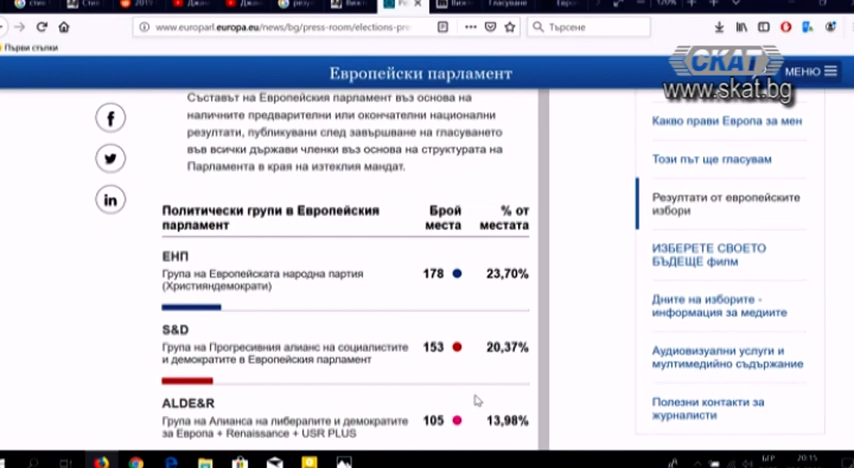 www.europarl.europa.eu/news/bg/press-room/elections-pre
Търсене
Първи стъпки
Европейски парламент
МЕНЮ
СКАТ
www.skat.bg
Съставът на Европейския парламент въз основа на
наличните предварителни или окончателни национални
резултати, публикувани след завършване на гласуването
във всички държави членки въз основа на структурата на
Парламента в края на изтеклия мандат.
Политически групи в Европейския парламент
Брой места
% от местата
ЕНП
Група на Европейската народна партия
(Християндемократи)
178
23,70%
S&D
Група на Прогресивния алианс на социалистите
и демократите в Европейския парламент
153
20,37%
ALDE&R
Група на Алианса на либералите и демократите
за Европа + Renaissance + USR PLUS
105
13,98%
Какво прави Европа за мен
Този път ще гласувам
Резултати от европейските
избори
ИЗБЕРЕТЕ СВОЕТО
БЪДЕЩЕ филм
Дните на изборите -
информация за медиите
Аудиовизуални услуги и
мултимедийно съдържание
Полезни контакти за
журналисти
БГР
20:15